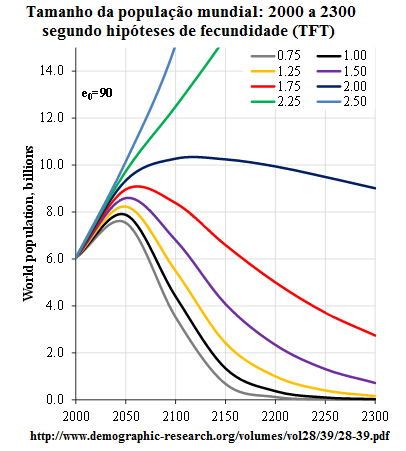 Tamanho da população mundial: 2000 a 2300
segundo hipóteses de fecundidade (TFT)
14.0
12.0
10.0
8.0
6.0
4.0
2.0
0.0
World population, billions
e₀=90
0.75 1.00
1.25 1.50
1.75 2.00
2.25 2.50
2000 2050 2100 2150 2200 2250 2300
http://www.demographic-research.org/volumes/vol28/39/28-39.pdf